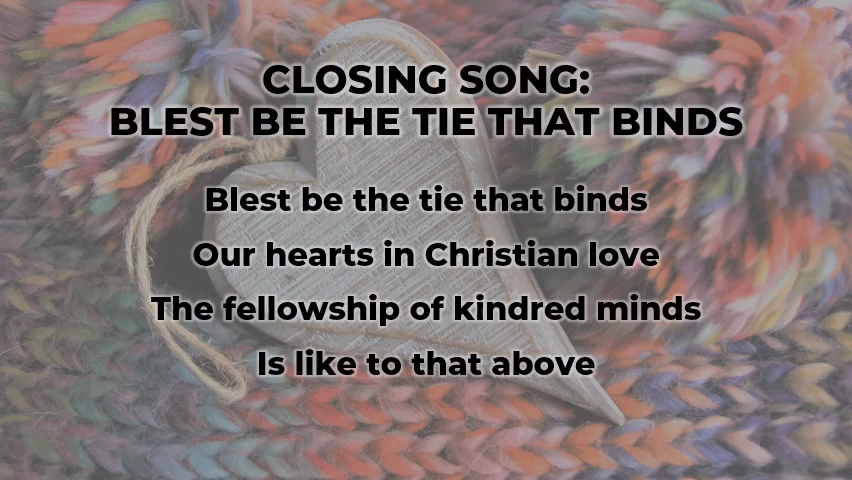 CLOSING SONG:
BLEST BE THE TIE THAT BINDS
Blest be the tie that binds
Our hearts in Christian love
The fellowship of kindred minds
Is like to that above